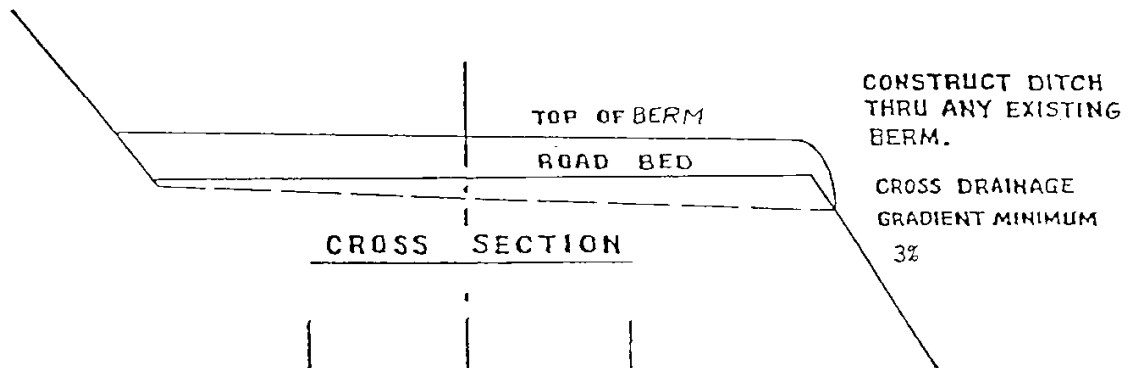 TOP OF BERM
ROAD BED
CROSS SECTION
CONSTRUCT DITCH
THRU ANY EXISTING
BERM.
CROSS DRAINAGE
GRADIENT MINIMUM
3%